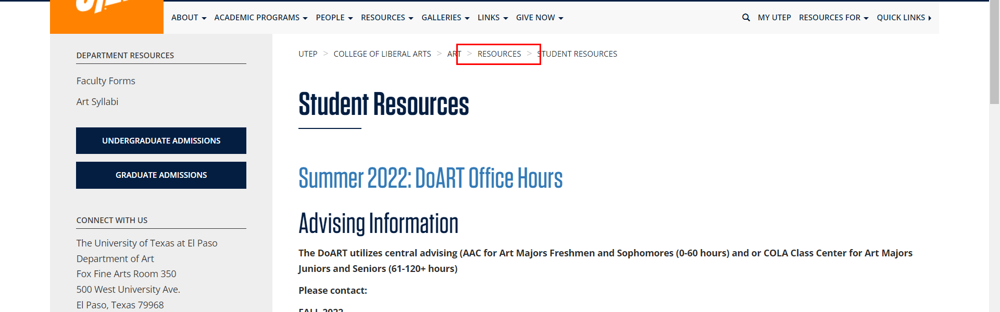 ABOUT ACADEMIC PROGRAMS PEOPLE RESOURCES GALLERIES LINKS GIVE NOW MY UTEP RESOURCES FOR QUICK LINKS
DEPARTMENT RESOURCES
Faculty Forms
Art Syllabi
UNDERGRADUATE ADMISSIONS
GRADUATE ADMISSIONS
CONNECT WITH US
The University of Texas at El Paso
Department of Art
Fox Fine Arts Room 350
500 West University Ave.
El Paso, Texas 79968
UTEP > COLLEGE OF LIBERAL ARTS > ART > RESOURCES > STUDENT RESOURCES
Student Resources
Summer 2022: DoART Office Hours
Advising Information
The DoART utilizes central advising (AAC for Art Majors Freshmen and Sophomores (0-60 hours) and or COLA Class Center for Art Majors
Juniors and Seniors (61-120+ hours)
Please contact:
FALL 2022